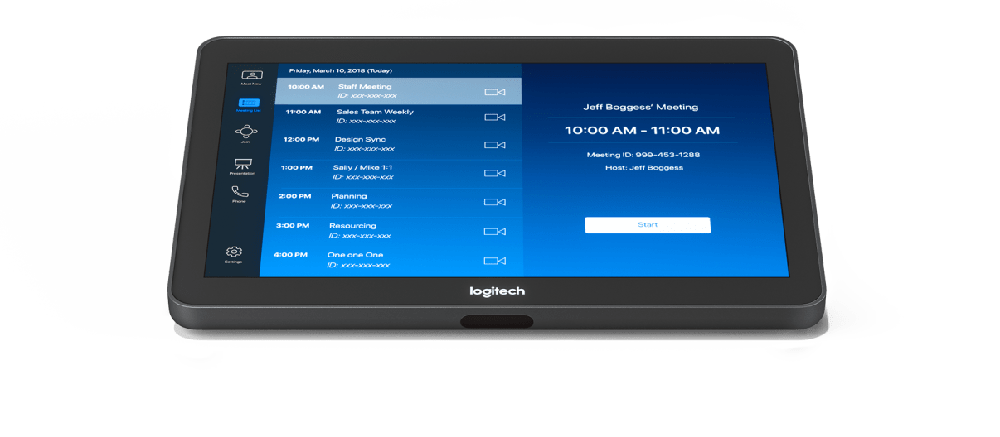 Friday, March 10, 2018 (Today)
Meet Now
Meeting List
Join
Presentation
Phone
Settings
10:00 AM Staff Meeting
ID: xxx-xxx-xxx
11:00 AM Sales Team Weekly
ID: xxx-xxx-xxx
12:00 PM Design Sync
ID: xxx-xxx-xxx
1:00 PM Sally / Mike 1:1
ID: xxx-xxx-xxx
2:00 PM Planning
ID: xxx-xxx-xxx
3:00 PM Resourcing
ID: xxx-xxx-xxx
4:00 PM One one One
ID: xxx-xxx-xxx
Jeff Boggess' Meeting
10:00 AM - 11:00 AM
Meeting ID: 999-453-1288
Host: Jeff Boggess
Start
logitech